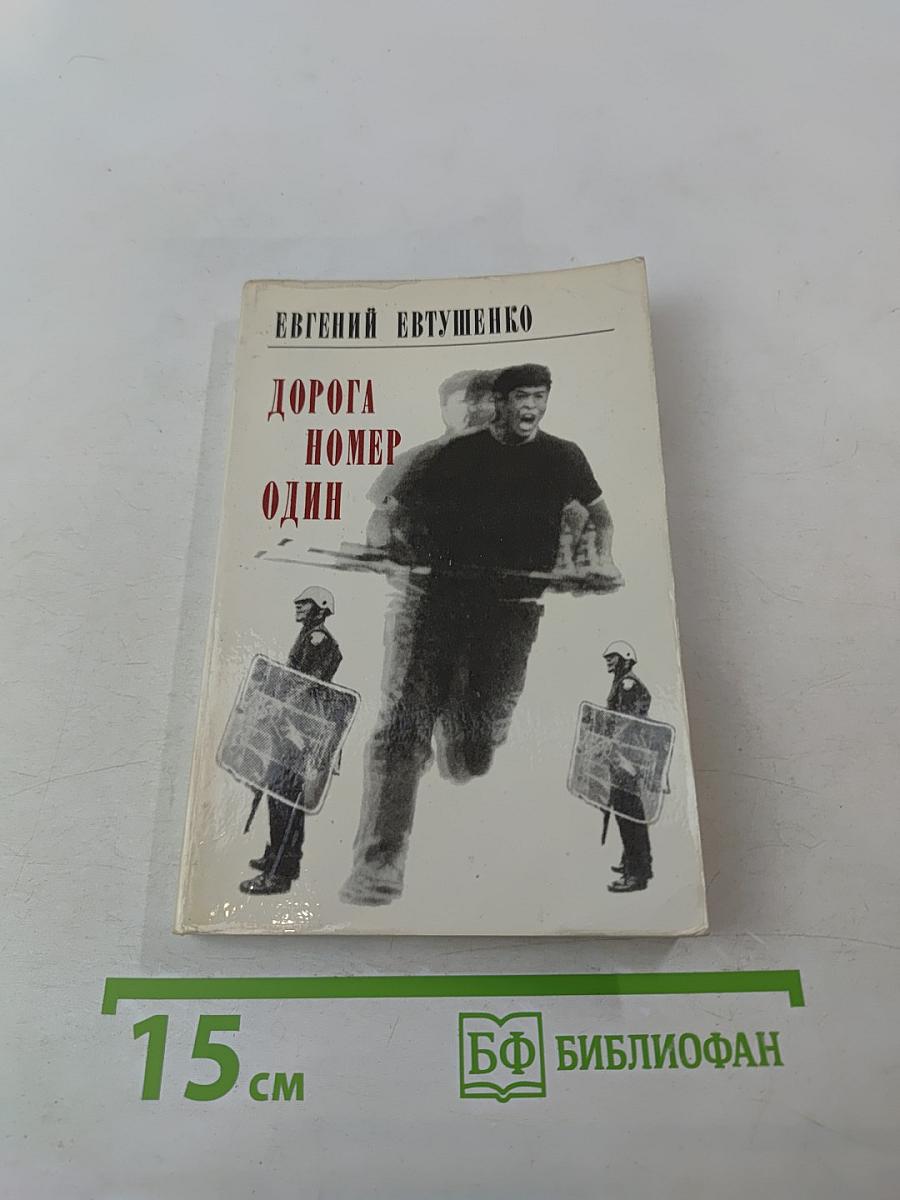 ЕВГЕНИЙ ЕВТУШЕНКО
ДОРОГА
НОМЕР
ОДИН
15 см
БФ БИБЛИОФАН